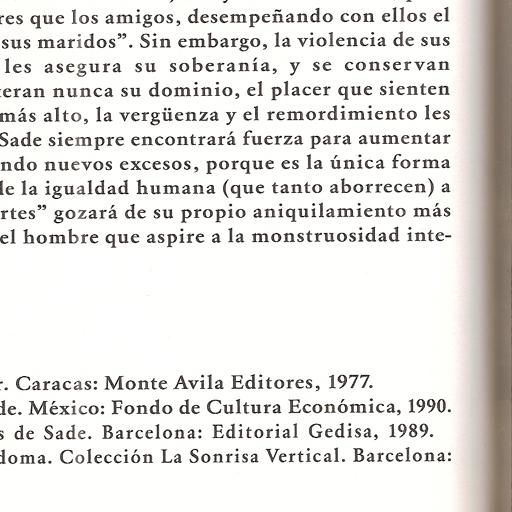 res que los amigos, desempeñando con ellos el
sus maridos”. Sin embargo, la violencia de sus
les asegura su soberanía, y se conservan
eran nunca su dominio, el placer que sienten
más alto, la vergüenza y el remordimiento les
Sade siempre encontrará fuerza para aumentar
ndo nuevos excesos, porque es la única forma
de la igualdad humana (que tanto aborrecen) a
rtes” gozará de su propio aniquilamiento más
el hombre que aspire a la monstruosidad inte-
r. Caracas: Monte Avila Editores, 1977.
de. México: Fondo de Cultura Económica, 1990.
s de Sade. Barcelona: Editorial Gedisa, 1989.
doma. Colección La Sonrisa Vertical. Barcelona: